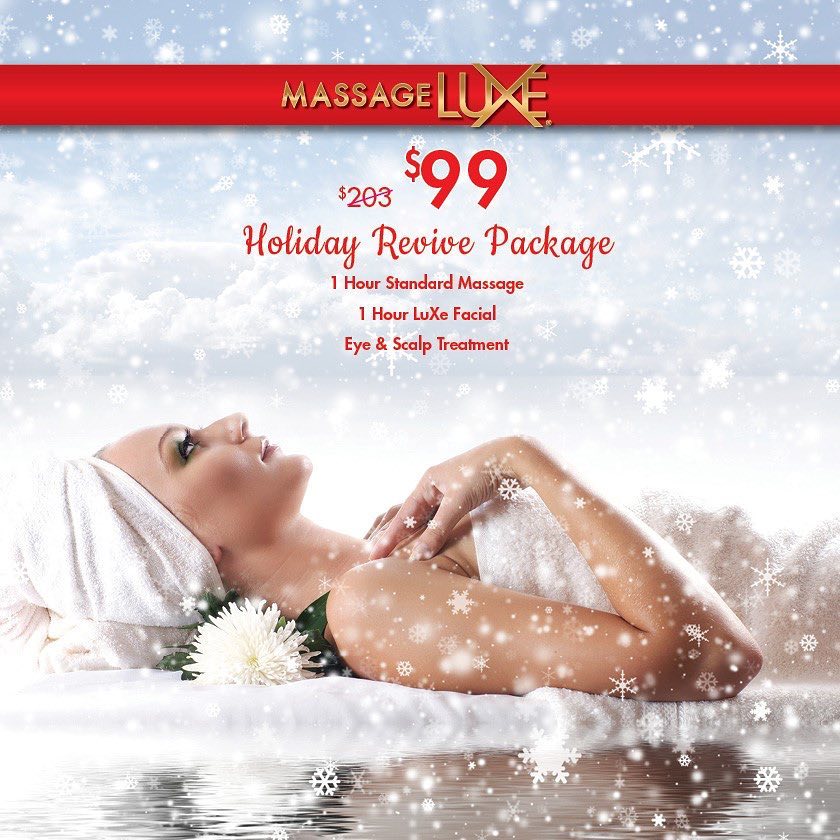 MASSAGE LUXE®
$203 $99
Holiday Revive Package
1 Hour Standard Massage
1 Hour LuXe Facial
Eye & Scalp Treatment